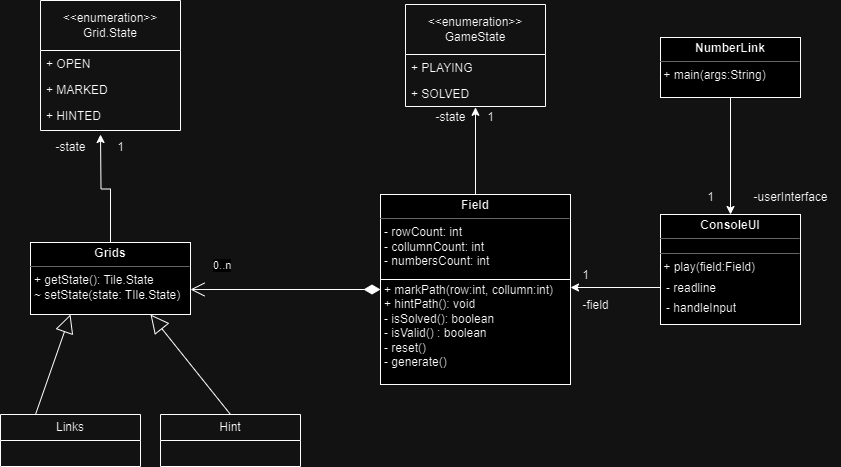 <<enumeration>>
Grid.State
+ OPEN
+ MARKED
+ HINTED
-state
1
<<enumeration>>
GameState
+ PLAYING
+ SOLVED
-state
1
NumberLink
+ main(args:String)
1
-userInterface
ConsoleUI
+ play(field:Field)
- readline
- handleInput
1
-field
Field
- rowCount: int
- collumnCount: int
- numbersCount: int
+ markPath(row:int, collumn:int)
+ hintPath(): void
- isSolved(): boolean
- isValid() : boolean
- reset()
- generate()
0..n
Grids
+ getState(): Tile.State
~ setState(state: TIle.State)
Links
Hint